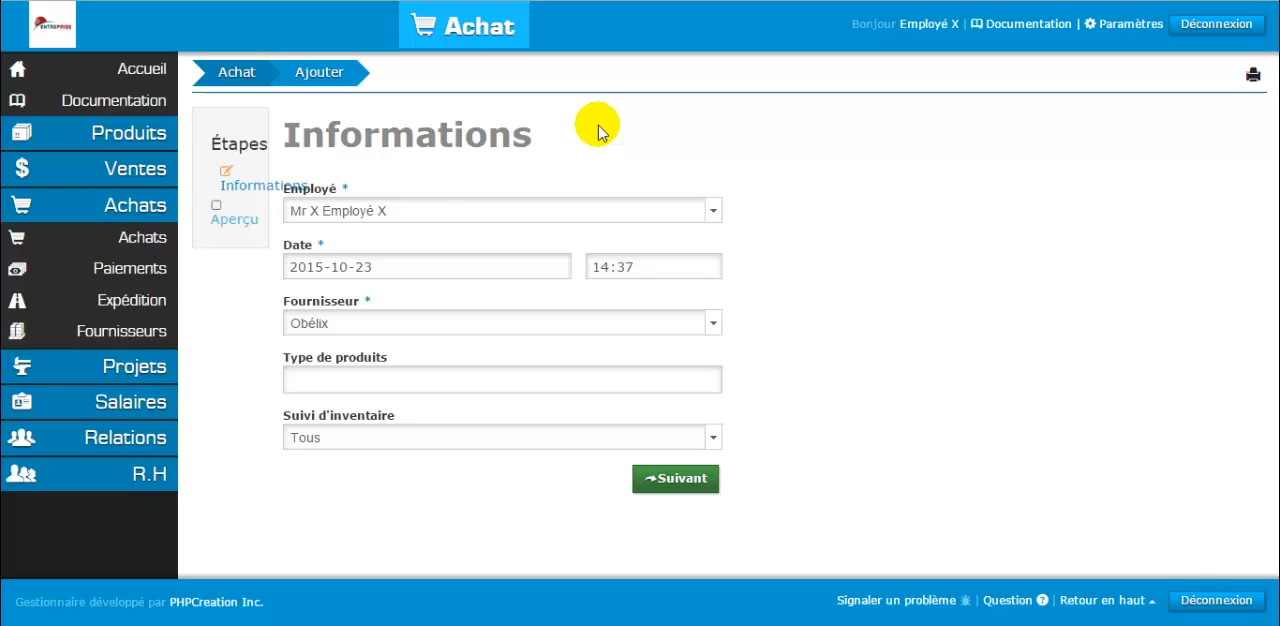 ENTREPRISE
Achat
Bonjour Employé X | Documentation | Paramètres
Déconnexion
Accueil
Documentation
Produits
Ventes
Achats
Achats
Paiements
Expédition
Fournisseurs
Projets
Salaires
Relations
R.H
Achat
Ajouter
Étapes
Informations
Aperçu
Informations
Employé *
Mr X Employé X
Date *
2015-10-23
14:37
Fournisseur *
Obélix
Type de produits
Suivi d'inventaire
Tous
Suivant
Gestionnaire développé par PHPCreation Inc.
Signaler un problème | Question ? | Retour en haut
Déconnexion